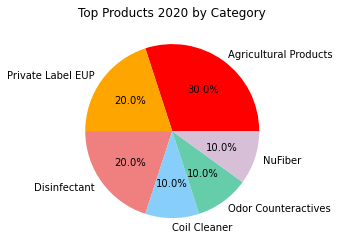 Top Products 2020 by Category
Agricultural Products
30.0%
Private Label EUP
20.0%
Disinfectant
20.0%
Coil Cleaner
10.0%
Odor Counteractives
10.0%
NuFiber
10.0%